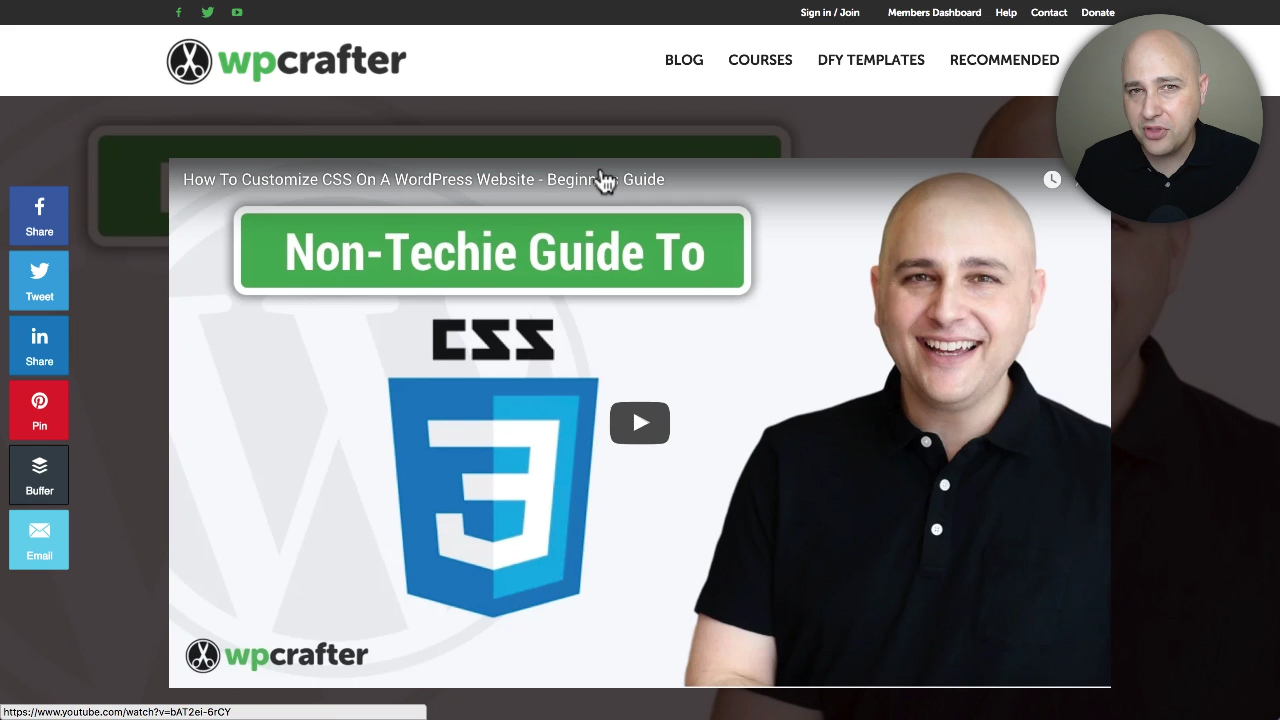 Sign in / Join Members Dashboard Help Contact Donate
wpcrafter
BLOG COURSES DFY TEMPLATES RECOMMENDED
How To Customize CSS On A WordPress Website - Beginn Guide
Non-Techie Guide To
CSS
Share
Tweet
Share
Pin
Buffer
Email
wpcrafter
https://www.youtube.com/watch?v=bAT2ei-6rCY